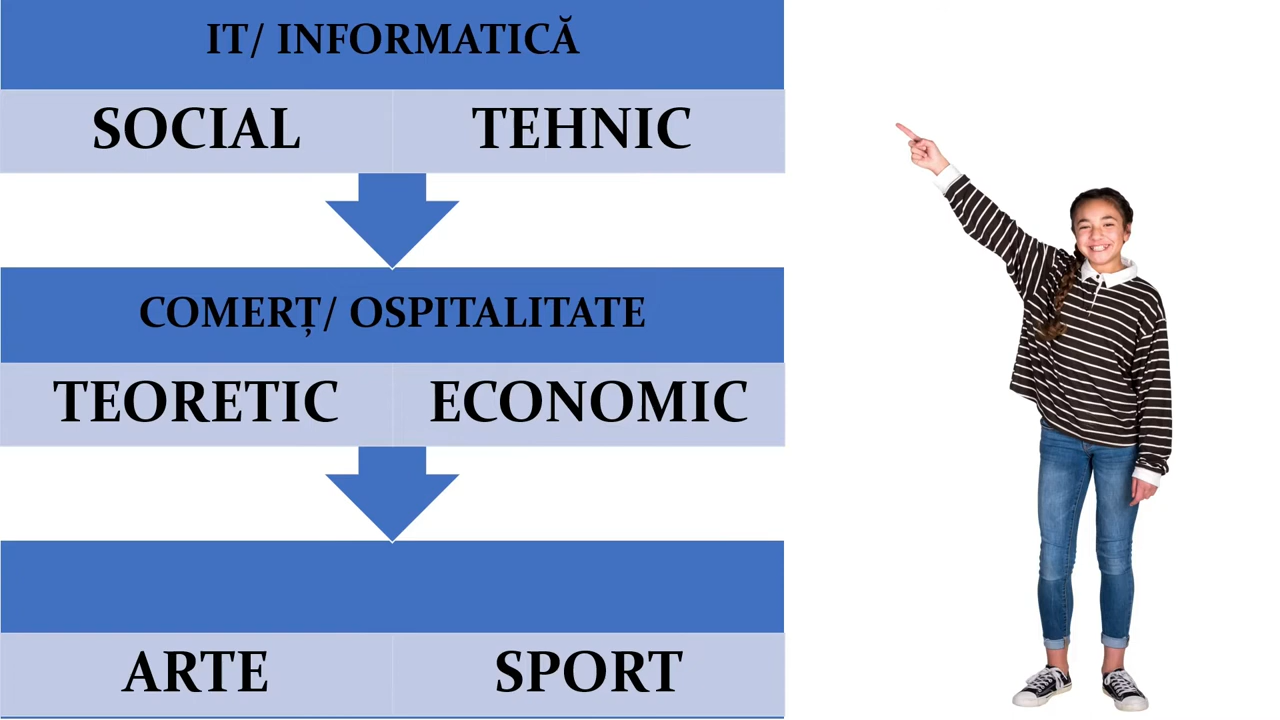 IT/ INFORMATICĂ
SOCIAL TEHNIC
COMERȚ/ OSPITALITATE
TEORETIC ECONOMIC
ARTE SPORT